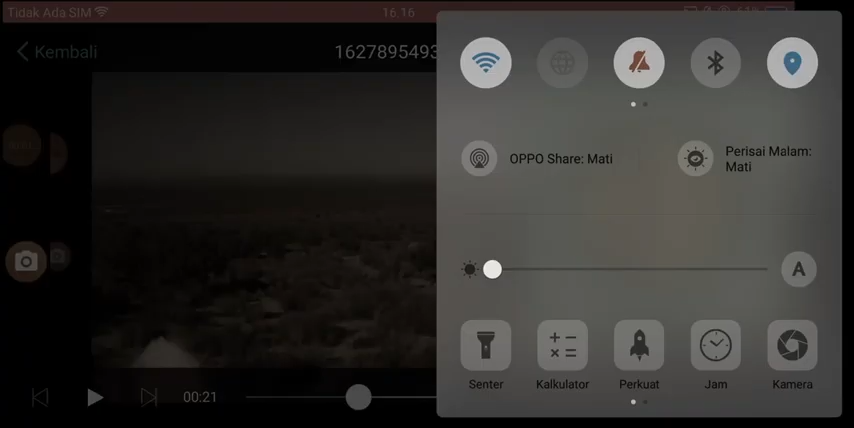 Tidak Ada SIM
16.16
Kembali
1627895493
OPPO Share: Mati
Perisai Malam:
Mati
A
00:21
Senter
Kalkulator
Perkuat
Jam
Kamera